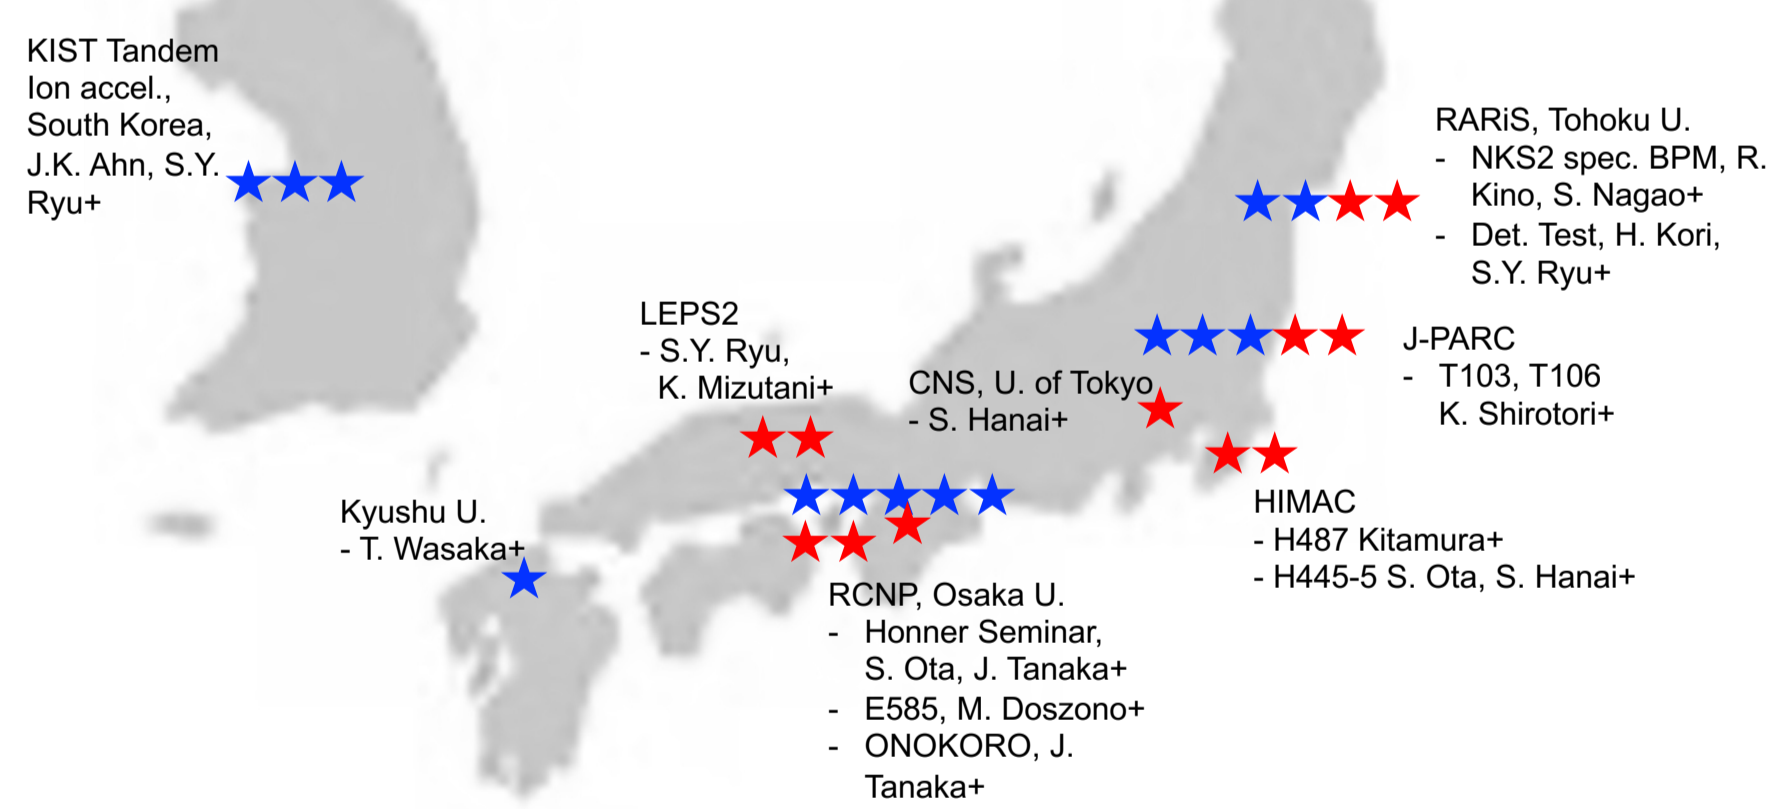 KIST Tandem
Ion accel.,
South Korea,
J.K. Ahn, S.Y.
Ryu+
RARiS, Tohoku U.
- NKS2 spec. BPM, R.
Kino, S. Nagao+
- Det. Test, H. Kori,
S.Y. Ryu+
LEPS2
- S.Y. Ryu,
K. Mizutani+
CNS, U. of Tokyo
- S. Hanai+
J-PARC
- T103, T106
K. Shirotori+
Kyushu U.
- T. Wasaka+
HIMAC
- H487 Kitamura+
- H445-5 S. Ota, S. Hanai+
RCNP, Osaka U.
- Honner Seminar,
S. Ota, J. Tanaka+
- E585, M. Doszono+
- ONOKORO, J.
Tanaka+